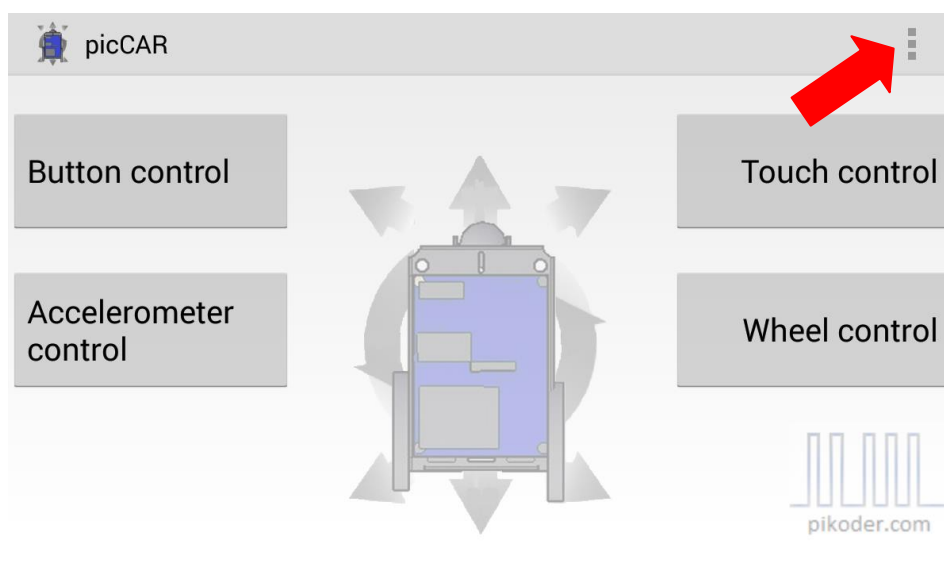 picCAR
Button control
Touch control
Accelerometer
control
Wheel control
pikoder.com